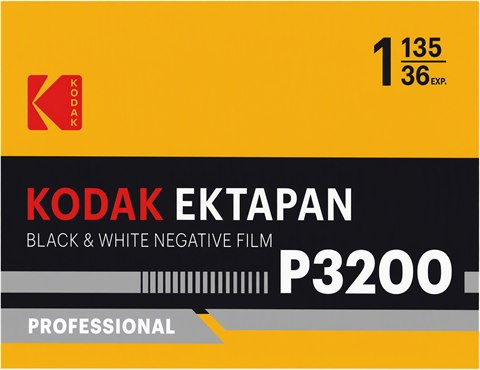 1 135
36 EXP.
KODAK
KODAK EKTAPAN
BLACK & WHITE NEGATIVE FILM
P3200
PROFESSIONAL